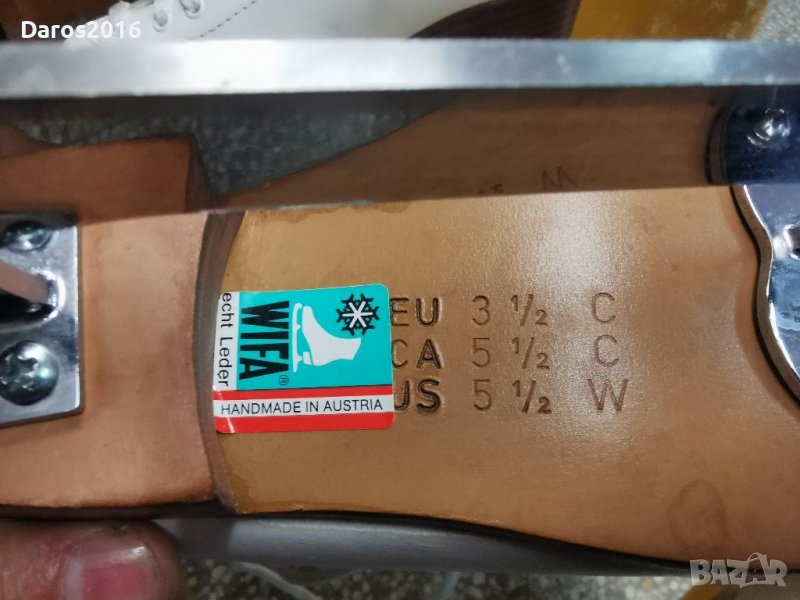 Daros2016
M
echt Leder
WIFA®
HANDMADE IN AUSTRIA
EU 3 ½ C
CA 5 ½ C
US 5 ½ W
BAZAR